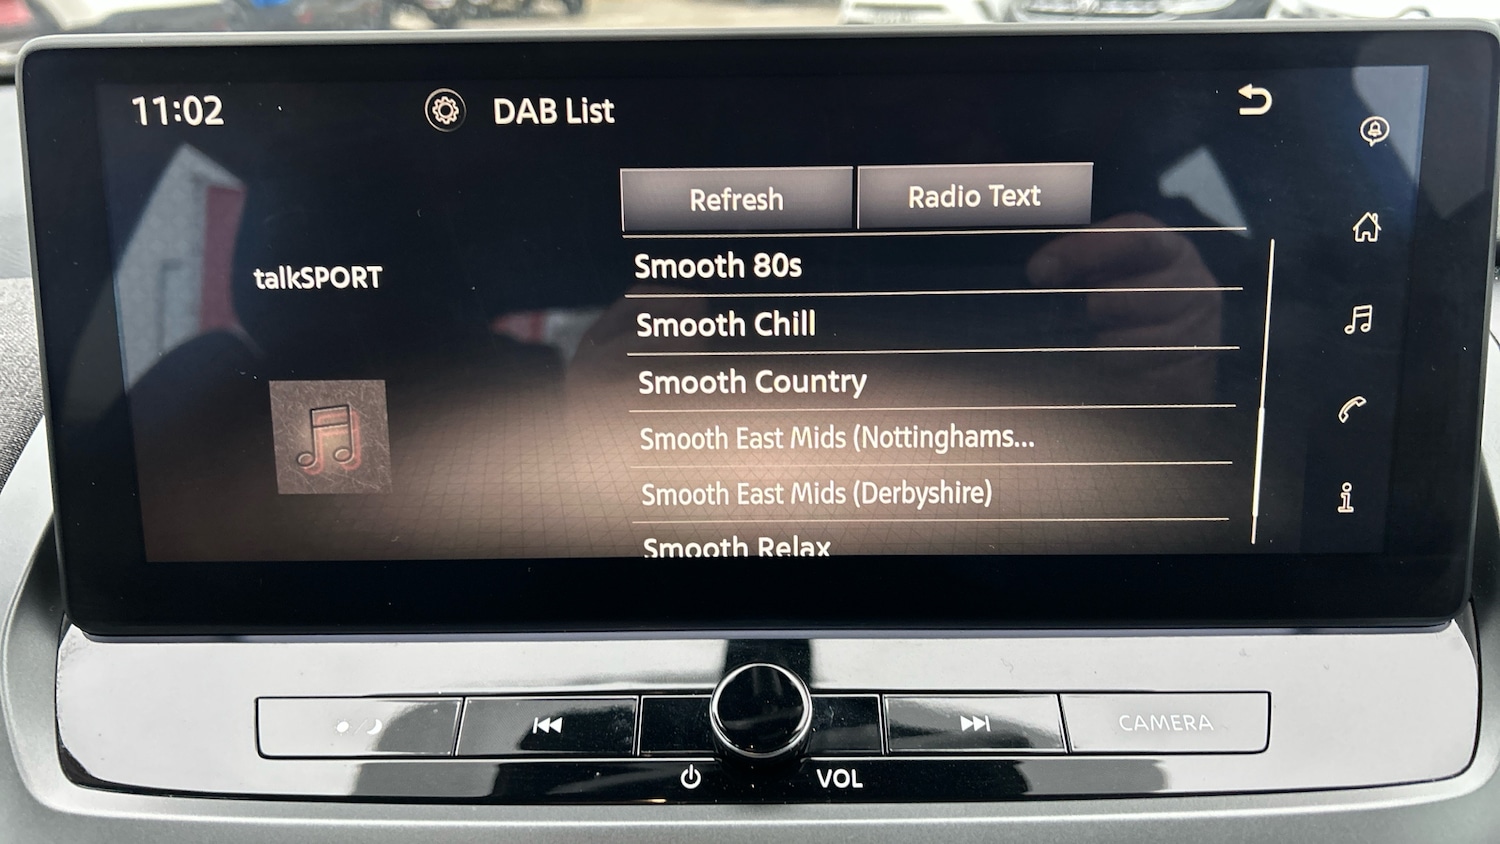 11:02
DAB List
Refresh
Radio Text
talkSPORT
Smooth 80s
Smooth Chill
Smooth Country
Smooth East Mids (Nottinghams...
Smooth East Mids (Derbyshire)
Smooth Relax
CAMERA
VOL